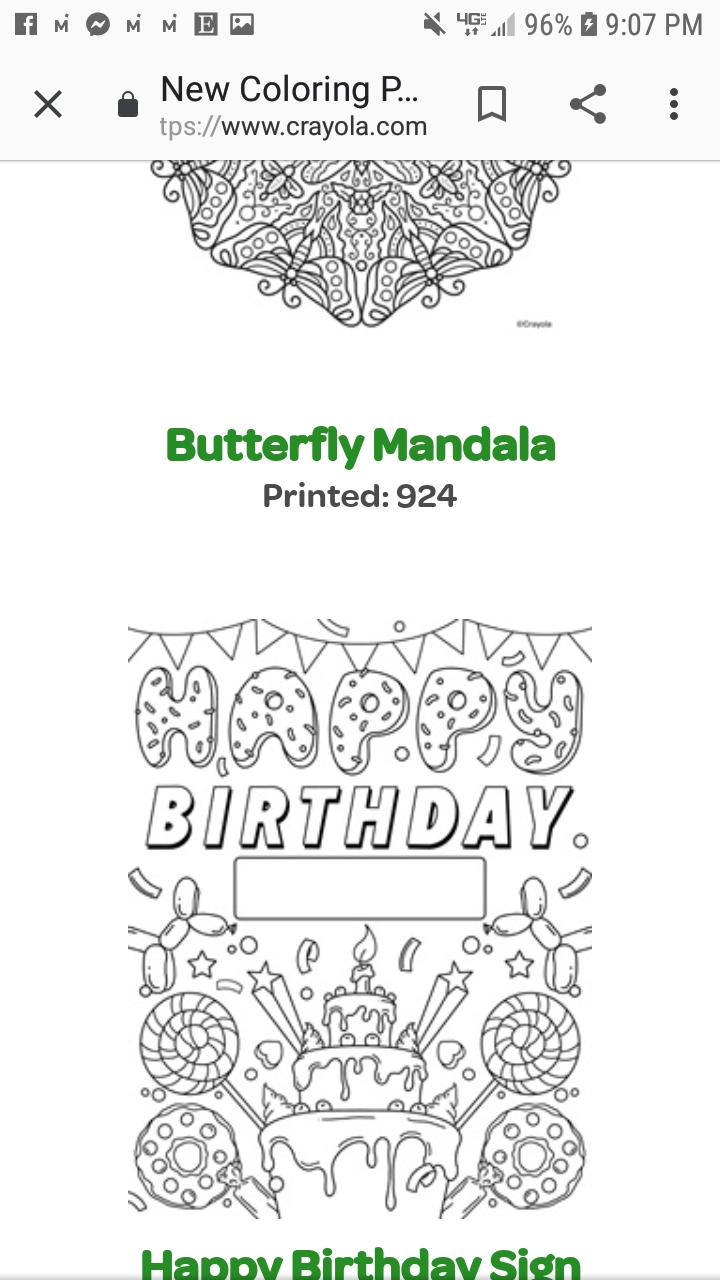 4GE 96% 9:07 PM
New Coloring P...
tps://www.crayola.com
©Crayola
Butterfly Mandala
Printed: 924
HAPPY
BIRTHDAY
Happy Birthday Sign